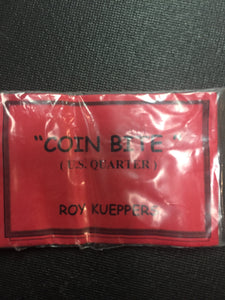 "COIN BITE"
( U.S. QUARTER )
ROY KUEPPERS